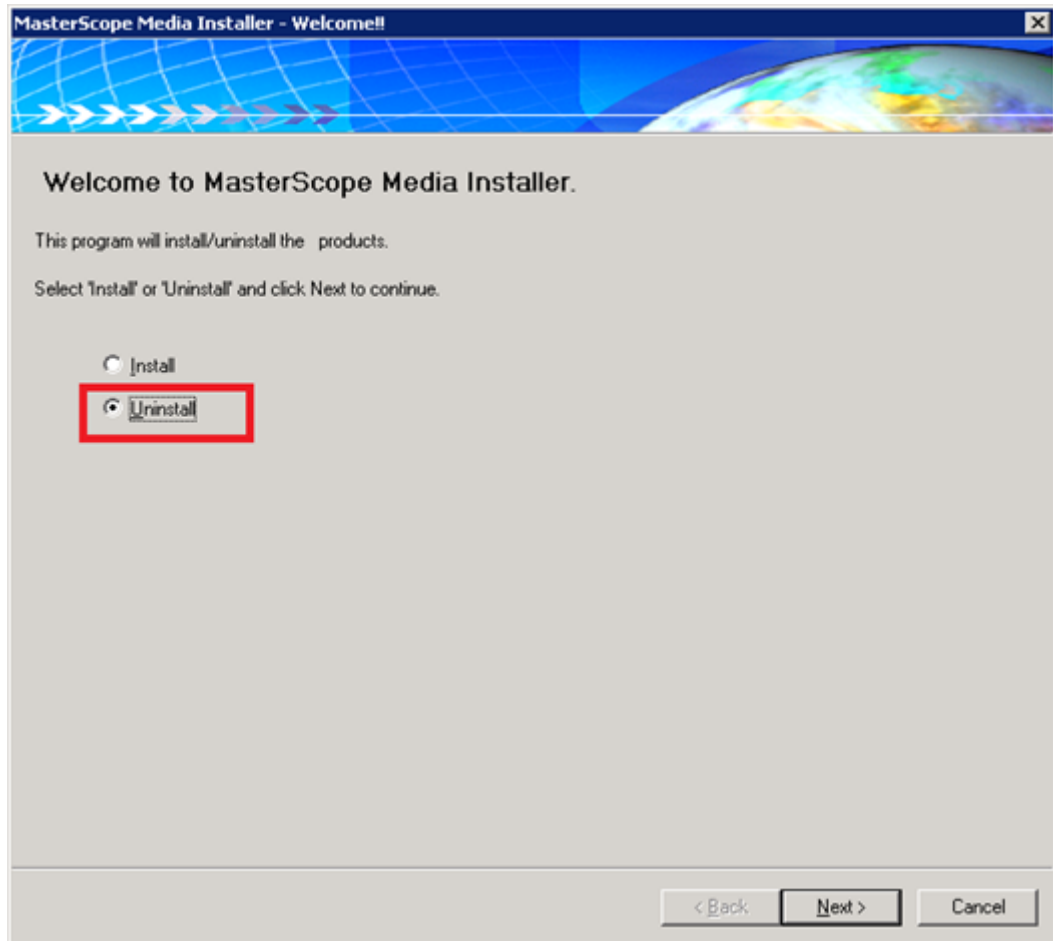 MasterScope Media Installer - Welcome!!
Welcome to MasterScope Media Installer.
This program will install/uninstall the   products.
Select 'Install' or 'Uninstall' and click Next to continue.
Install
Uninstall
< Back
Next >
Cancel